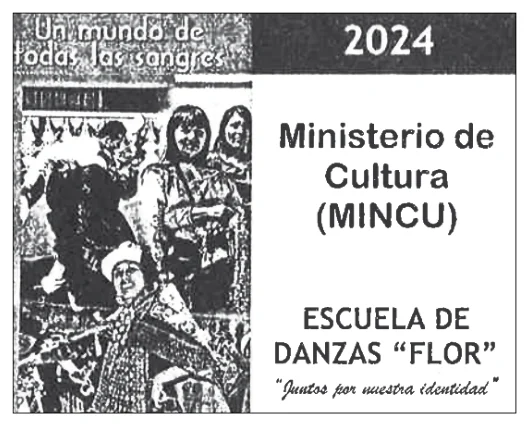 Un mundo de
todas las sangres
2024
Ministerio de
Cultura
(MINCU)
ESCUELA DE
DANZAS “FLOR”
“Juntos por nuestra identidad”